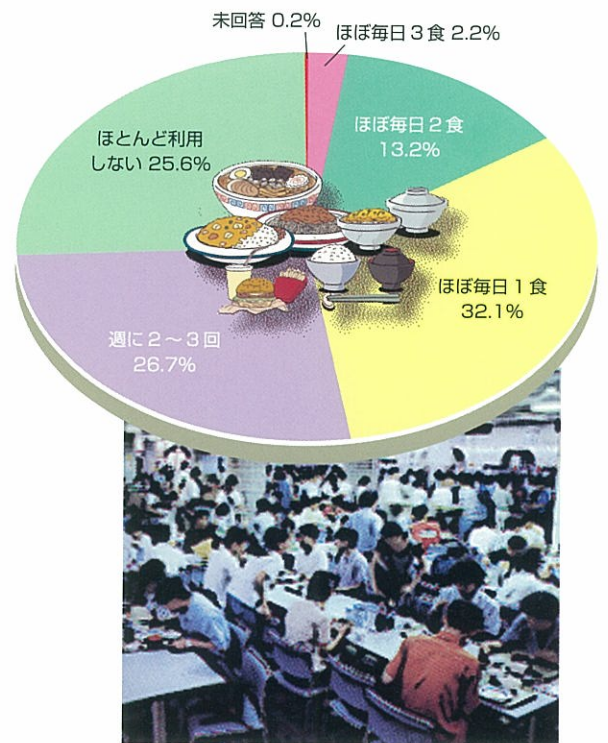 未回答 0.2%
ほぼ毎日3食 2.2%
ほぼ毎日2食
13.2%
ほぼ毎日1食
32.1%
週に2～3回
26.7%
ほとんど利用
しない 25.6%